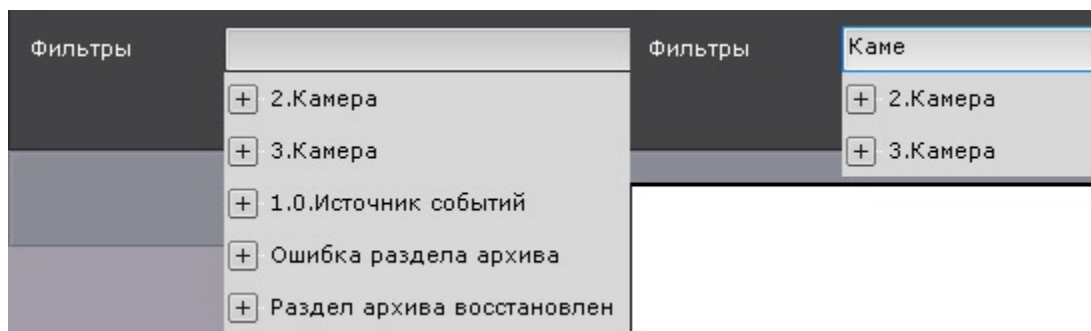 Фильтры
2.Камера
3.Камера
1.0.Источник событий
Ошибка раздела архива
Раздел архива восстановлен
Фильтры Каме
2.Камера
3.Камера